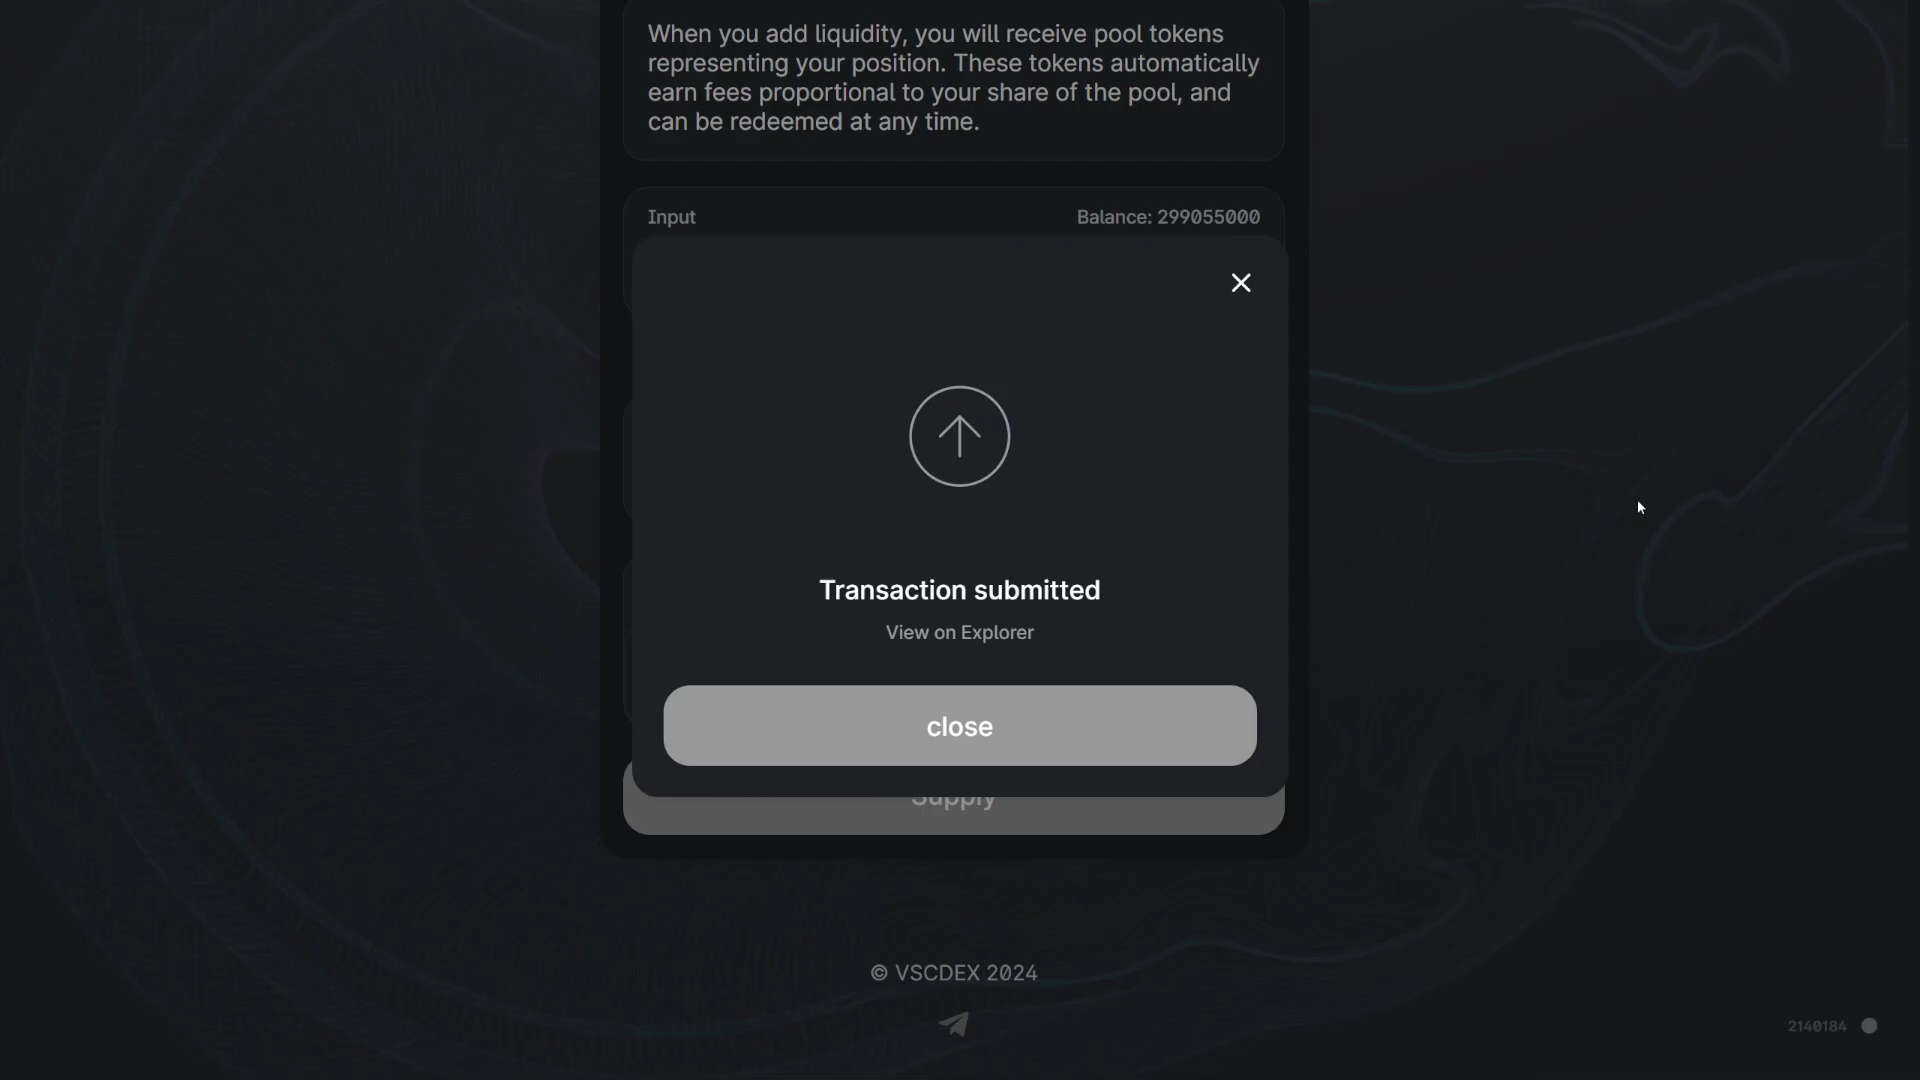 When you add liquidity, you will receive pool tokens
representing your position. These tokens automatically
earn fees proportional to your share of the pool, and
can be redeemed at any time.
Input Balance: 299055000
Transaction submitted
View on Explorer
close
Supply
© VSCDEX 2024
2140184